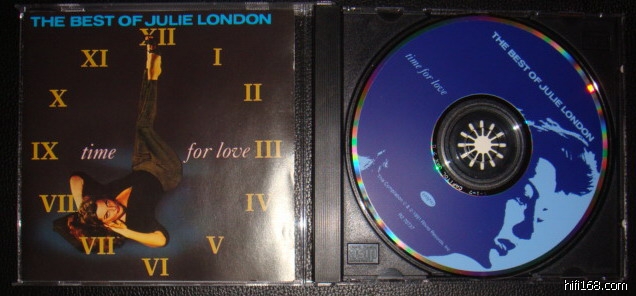 THE BEST OF JULIE LONDON
XII
XI
I
X
II
IX
time for love
III
VIII
IV
VII
V
VI
THE BEST OF JULIE LONDON
time for love
hifi168.com